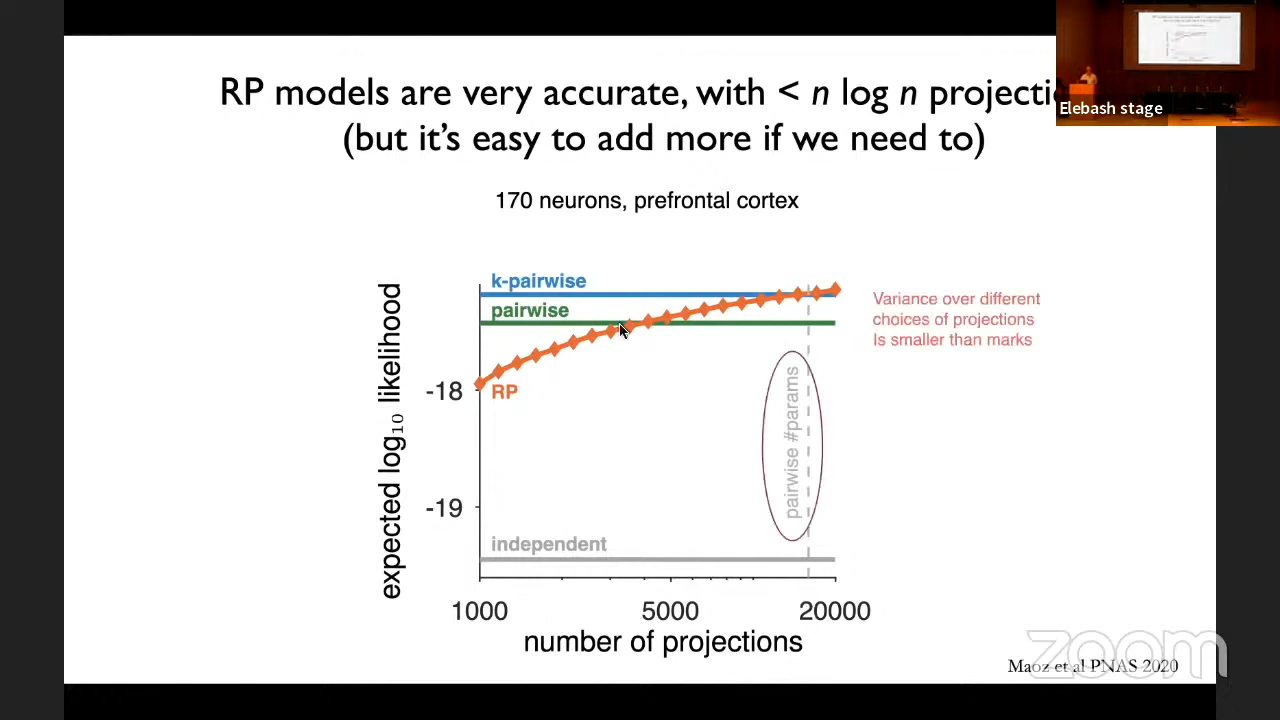 RP models are very accurate, with < n log n projectio
(but it's easy to add more if we need to)
Elebash stage
170 neurons, prefrontal cortex
k-pairwise
pairwise
RP
independent
pairwise #params
Variance over different
choices of projections
Is smaller than marks
expected log₁₀ likelihood
-18
-19
1000
5000
20000
number of projections
Maoz et al PNAS 2020
zoom